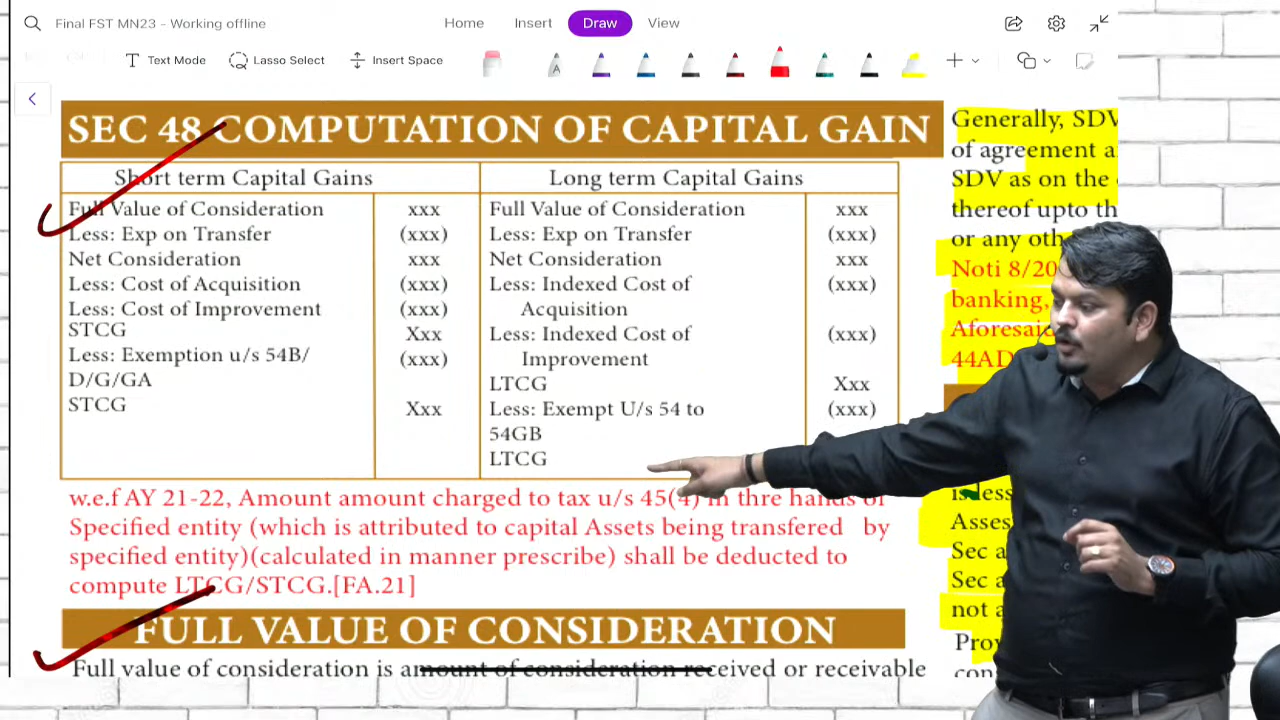 Final FST MN23 - Working offline
Home Insert Draw View
Text Mode Lasso Select Insert Space
SEC 48 COMPUTATION OF CAPITAL GAIN
Short term Capital Gains
Full Value of Consideration xxx
Less: Exp on Transfer (xxx)
Net Consideration xxx
Less: Cost of Acquisition (xxx)
Less: Cost of Improvement (xxx)
STCG Xxx
Less: Exemption u/s 54B/ (xxx)
D/G/GA
STCG Xxx
Long term Capital Gains
Full Value of Consideration xxx
Less: Exp on Transfer (xxx)
Net Consideration xxx
Less: Indexed Cost of (xxx)
Acquisition
Less: Indexed Cost of (xxx)
Improvement
LTCG Xxx
Less: Exempt U/s 54 to (xxx)
54GB
LTCG
w.e.f AY 21-22, Amount amount charged to tax u/s 45(4) in thre hands of
Specified entity (which is attributed to capital Assets being transfered by
specified entity)(calculated in manner prescribe) shall be deducted to
compute LTCG/STCG.[FA.21]
FULL VALUE OF CONSIDERATION
Full value of consideration is amount of consideration received or receivable
Generally, SDV
of agreement
SDV as on the
thereof upto
or any
Noti
banking,
44AD
Sec
Sec
not